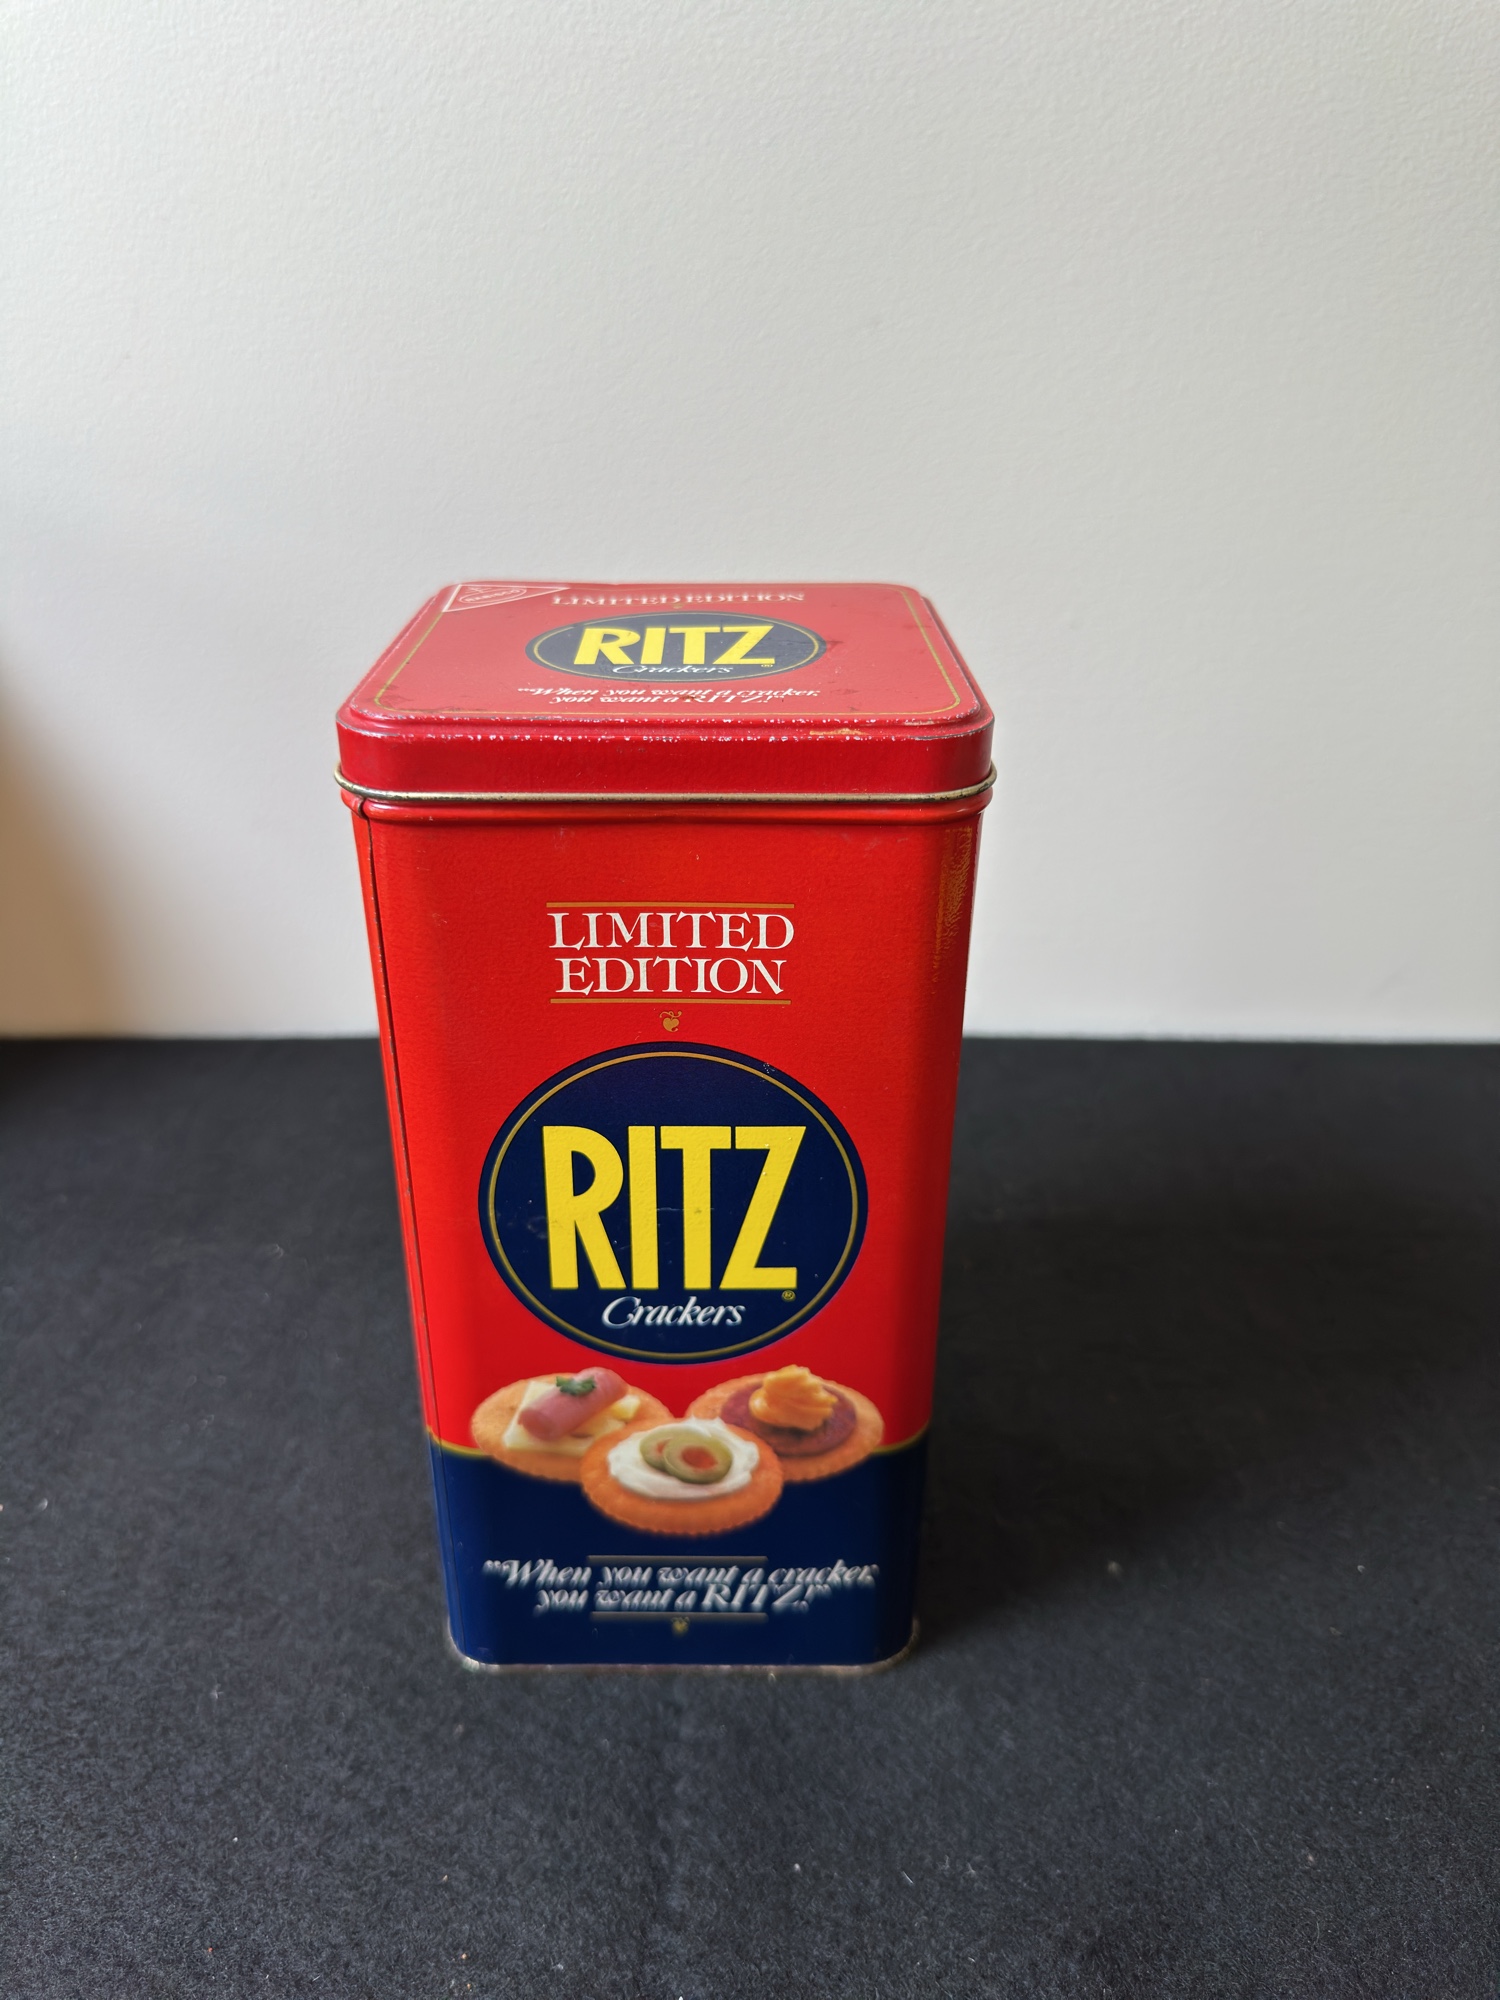 NABISCO
LIMITED EDITION
RITZ®
Crackers
"When you want a cracker,
you want a RITZ!"
LIMITED
EDITION
RITZ®
Crackers
"When you want a cracker,
you want a RITZ!"